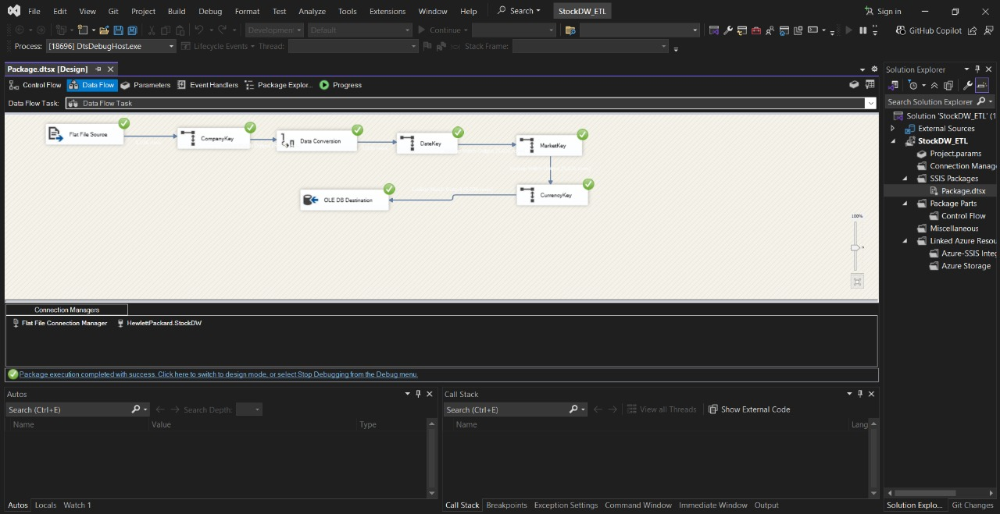 File Edit View Git Project Build Debug Format Test Analyze Tools Extensions Window Help Search StockDW_ETL Sign in
Development Default Continue GitHub Copilot
Process: [18696] DtsDebugHost.exe Lifecycle Events Thread: Stack Frame:
Package.dtsx [Design]
Control Flow Data Flow Parameters Event Handlers Package Explor... Progress
Data Flow Task: Data Flow Task
Flat File Source
CompanyKey
Data Conversion
DateKey
MarketKey
OLE DB Destination
CurrencyKey
100%
Connection Managers
Flat File Connection Manager HewlettPackard.StockDW
Package execution completed with success. Click here to switch to design mode, or select Stop Debugging from the Debug menu.
Autos
Search (Ctrl+E) Search Depth:
Name Value Type
Autos Locals Watch 1
Call Stack
Search (Ctrl+E) View all Threads Show External Code
Name Lang
Call Stack Breakpoints Exception Settings Command Window Immediate Window Output
Solution Explorer
Search Solution Explorer
Solution 'StockDW_ETL' (1
External Sources
StockDW_ETL
Project.params
Connection Manag
SSIS Packages
Package.dtsx
Package Parts
Control Flow
Miscellaneous
Linked Azure Resou
Azure-SSIS Integ
Azure Storage
Solution Explo... Git Changes